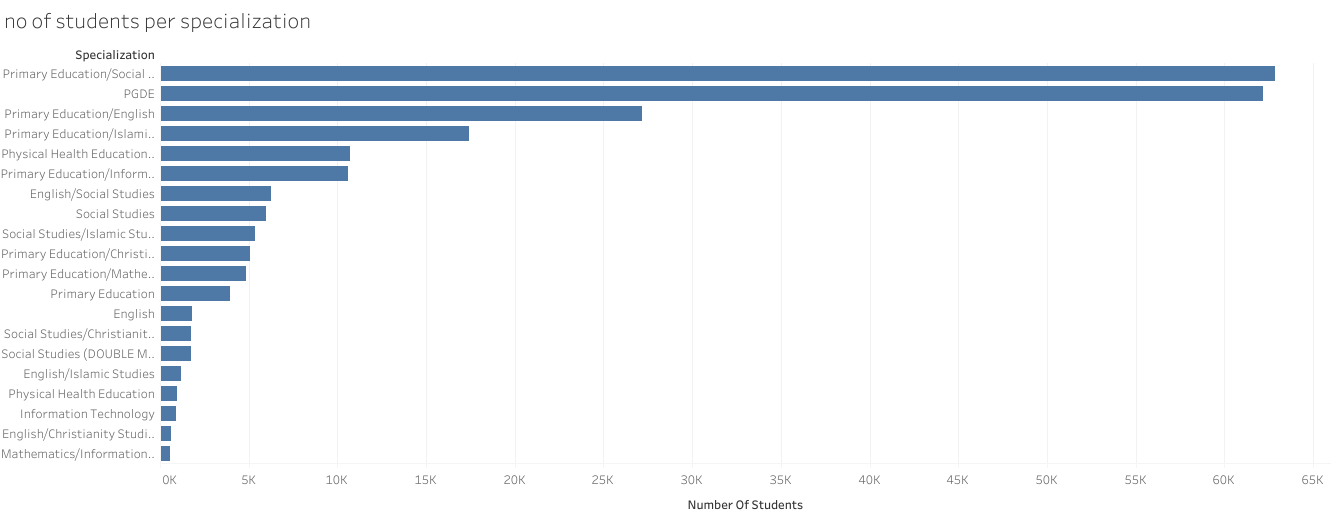 no of students per specialization
Specialization
Primary Education/Social ..
PGDE
Primary Education/English
Primary Education/Islami..
Physical Health Education..
Primary Education/Inform..
English/Social Studies
Social Studies
Social Studies/Islamic Stu..
Primary Education/Christi..
Primary Education/Mathe..
Primary Education
English
Social Studies/Christianit..
Social Studies (DOUBLE M..
English/Islamic Studies
Physical Health Education
Information Technology
English/Christianity Studi..
Mathematics/Information..
0K 5K 10K 15K 20K 25K 30K 35K 40K 45K 50K 55K 60K 65K
Number Of Students